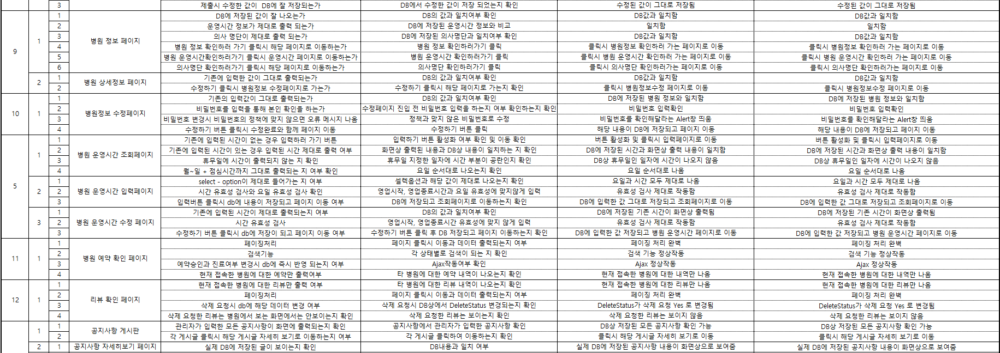 3 제출시 수정한 값이 DB에 잘 저장되는가 DB에서 수정한 값이 저장 되었는지 확인 수정된 값이 그대로 저장됨 수정된 값이 그대로 저장됨
9 1 병원 정보 페이지 1 DB에 저장된 값이 잘 나오는가 DB의 값과 일치여부 확인 DB값과 일치함 DB값과 일치함
2 운영시간 정보가 제대로 출력 되는가 DB에 저장된 운영시간 정보와 비교 일치함 일치함
3 의사 명단이 제대로 출력 되는가 DB에 저장된 의사명단과 일치여부 확인 DB값과 일치함 DB값과 일치함
4 병원 정보 확인하러 가기 클릭시 해당 페이지로 이동하는가 병원 정보 확인하러가기 클릭 클릭시 병원정보 확인하러 가는 페이지로 이동 클릭시 병원정보 확인하러 가는 페이지로 이동
5 병원 운영시간확인하러가기 클릭시 운영시간 페이지로 이동하는가 병원 운영시간 확인하러가기 클릭 클릭시 병원 운영시간 확인하러 가는 페이지로 이동 클릭시 병원 운영시간 확인하러 가는 페이지로 이동
6 의사명단 확인하러가기 클릭시 해당 페이지로 이동하는가 의사명단 확인하러가기 클릭 클릭시 의사명단 확인하러가는 페이지로 이동 클릭시 의사명단 확인하러가는 페이지로 이동
2 병원 상세정보 페이지 1 기존에 입력한 값이 그대로 출력되는가 DB의 값과 일치여부 확인 DB값과 일치함 DB값과 일치함
2 수정하기 클릭시 병원정보 수정페이지로 가는가 수정하기 클릭시 해당 페이지로 가는지 확인 클릭시 병원정보수정 페이지로 이동 클릭시 병원정보수정 페이지로 이동
10 1 병원정보 수정페이지 1 기존의 입력값이 그대로 출력되는가 DB의 값과 일치여부 확인 DB에 저장된 병원 정보와 일치함 DB에 저장된 병원 정보와 일치함
2 비밀번호를 입력을 통해 본인 확인을 하는가 수정페이지 진입 전 비밀번호 입력을 하는지 여부 확인하는지 확인 비밀번호 입력확인 비밀번호 입력확인
3 비밀번호 변경시 비밀번호의 정책에 맞지 않으면 오류 메시지 나옴 정책과 맞지 않은 비밀번호로 수정 비밀번호를 확인해달라는 Alert창 띄움 비밀번호를 확인해달라는 Alert창 띄움
4 수정하기 버튼 클릭시 수정완료와 함께 페이지 이동 수정하기 버튼 클릭 해당 내용이 DB에 저장되고 페이지 이동 해당 내용이 DB에 저장되고 페이지 이동
5 1 병원 운영시간 조회페이지 1 기존에 입력된 시간이 없는 경우 입력하러 가기 버튼 입력하기 버튼 활성화 여부 확인 및 이동 확인 버튼 활성화 및 클릭시 입력페이지로 이동 버튼 활성화 및 클릭시 입력페이지로 이동
2 기존에 입력된 시간이 있는 경우 입력된 시간 제대로 출력 여부 화면상 출력된 내용과 DB상 내용이 일치하는 지 확인 DB에 저장된 시간과 화면상 출력 내용이 일치함 DB에 저장된 시간과 화면상 출력 내용이 일치함
3 휴무일에 시간이 출력되지 않는 지 확인 휴무일 지정한 일자에 시간 부분이 공란인지 확인 DB상 휴무일인 일자에 시간이 나오지 않음 DB상 휴무일인 일자에 시간이 나오지 않음
4 월~일 + 점심시간까지 그대로 출력되는 지 여부 확인 요일 순서대로 나오는지 확인 요일 순서대로 나옴 요일 순서대로 나옴
2 병원 운영시간 입력페이지 1 select - option이 제대로 들어가는 지 여부 셀렉옵션과 해당 값이 제대로 나오는지 확인 요일과 시간 모두 제대로 나옴 요일과 시간 모두 제대로 나옴
2 시간 유효성 검사와 요일 유효성 검사 확인 영업시작, 영업종료시간과 요일 유효성에 맞지않게 입력 유효성 검사 제대로 작동함 유효성 검사 제대로 작동함
3 입력버튼 클릭시 db에 내용이 저장되고 페이지 이동 여부 DB에 저장되고 조회페이지로 이동하는지 확인 DB에 입력한 값 그대로 저장되고 조회페이지로 이동 DB에 입력한 값 그대로 저장되고 조회페이지로 이동
3 병원 운영시간 수정 페이지 1 기존에 입력된 시간이 제대로 출력되는지 여부 DB의 값과 일치여부 확인 DB에 저장된 기존 시간이 화면상 출력됨 DB에 저장된 기존 시간이 화면상 출력됨
2 시간 유효성 검사 영업시작, 영업종료시간 유효성에 맞지 않게 입력 유효성 검사 제대로 작동함 유효성 검사 제대로 작동함
3 수정하기 버튼 클릭시 db에 저장이 되고 페이지 이동 여부 수정하기 버튼 클릭 후 DB 저장되고 페이지 이동하는지 확인 DB에 입력한 값 저장되고 병원 운영시간 페이지로 이동 DB에 입력한 값 저장되고 병원 운영시간 페이지로 이동
11 1 병원 예약 확인 페이지 1 페이징처리 페이지 클릭시 이동과 데이터 출력되는지 여부 페이징 처리 완벽 페이징 처리 완벽
2 검색기능 각 상태별로 검색이 되는 지 확인 검색 기능 정상작동 검색 기능 정상작동
3 예약승인과 진료여부 변경시 db에 즉시 반영 되는지 여부 Ajax작동여부 확인 Ajax 정상작동 Ajax 정상작동
4 현재 접속한 병원에 대한 예약만 출력여부 타 병원에 대한 예약 내역이 나오는지 확인 현재 접속한 병원에 대한 내역만 나옴 현재 접속한 병원에 대한 내역만 나옴
12 1 리뷰 확인 페이지 1 현재 접속한 병원에 대한 리뷰만 출력 여부 타 병원에 대한 리뷰 내역이 나오는지 확인 현재 접속한 병원에 대한 리뷰만 나옴 현재 접속한 병원에 대한 리뷰만 나옴
2 페이징처리 페이지 클릭시 이동과 데이터 출력되는지 여부 페이징 처리 완벽 페이징 처리 완벽
3 삭제 요청시 db에 해당 데이터 변경 여부 삭제 요청시 DB상에서 DeleteStatus 변경되는지 확인 DeleteStatus가 삭제 요청 Yes 로 변경됨 DeleteStatus가 삭제 요청 Yes 로 변경됨
4 삭제 요청한 리뷰는 병원에서 보는 화면에서는 안보이는지 확인 삭제 요청한 리뷰는 보이는지 확인 삭제 요청한 리뷰는 보이지 않음 삭제 요청한 리뷰는 보이지 않음
1 공지사항 게시판 1 관리자가 입력한 모든 공지사항이 화면에 출력되는지 확인 공지사항에서 관리자가 입력한 공지사항 확인 DB상 저장된 모든 공지사항 확인 가능 DB상 저장된 모든 공지사항 확인 가능
2 각 게시글 클릭시 해당 게시글 자세히 보기로 이동하는지 여부 각 게시글 클릭하여 이동하는지 확인 클릭시 해당 게시글 자세히 보기로 이동 클릭시 해당 게시글 자세히 보기로 이동
2 공지사항 자세히보기 페이지 1 실제 DB에 저장된 글이 보이는지 확인 DB내용과 일치 여부 실제 DB에 저장된 공지사항 내용이 화면상으로 보여줌 실제 DB에 저장된 공지사항 내용이 화면상으로 보여줌